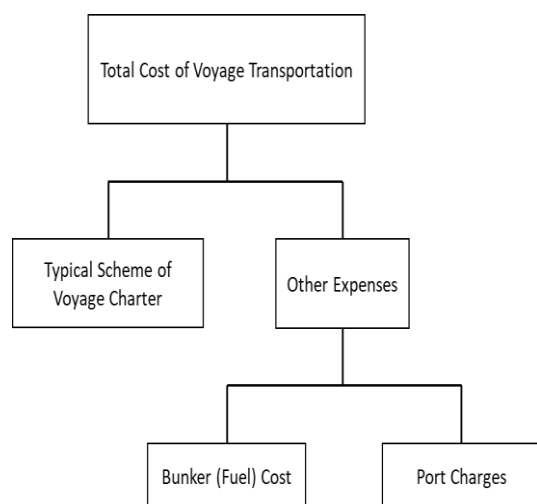 Total Cost of Voyage Transportation
Typical Scheme of
Voyage Charter
Other Expenses
Bunker (Fuel) Cost
Port Charges